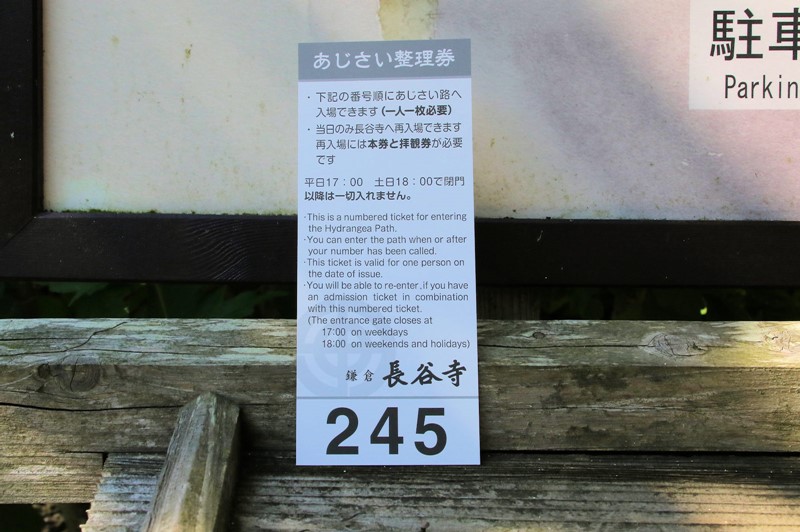 あじさい整理券
・下記の番号順にあじさい路へ
入場できます(一人一枚必要)
・当日のみ長谷寺へ再入場できます
再入場には本券と拝観券が必要
です
平日17:00 土日18:00で閉門
以降は一切入れません。
·This is a numbered ticket for entering
the Hydrangea Path.
·You can enter the path when or after
your number has been called.
·This ticket is valid for one person on
the date of issue.
·You will be able to re-enter, if you have
an admission ticket in combination
with this numbered ticket.
(The entrance gate closes at
17:00 on weekdays
18:00 on weekends and holidays)
鎌倉 長谷寺
245
駐車
Parkin